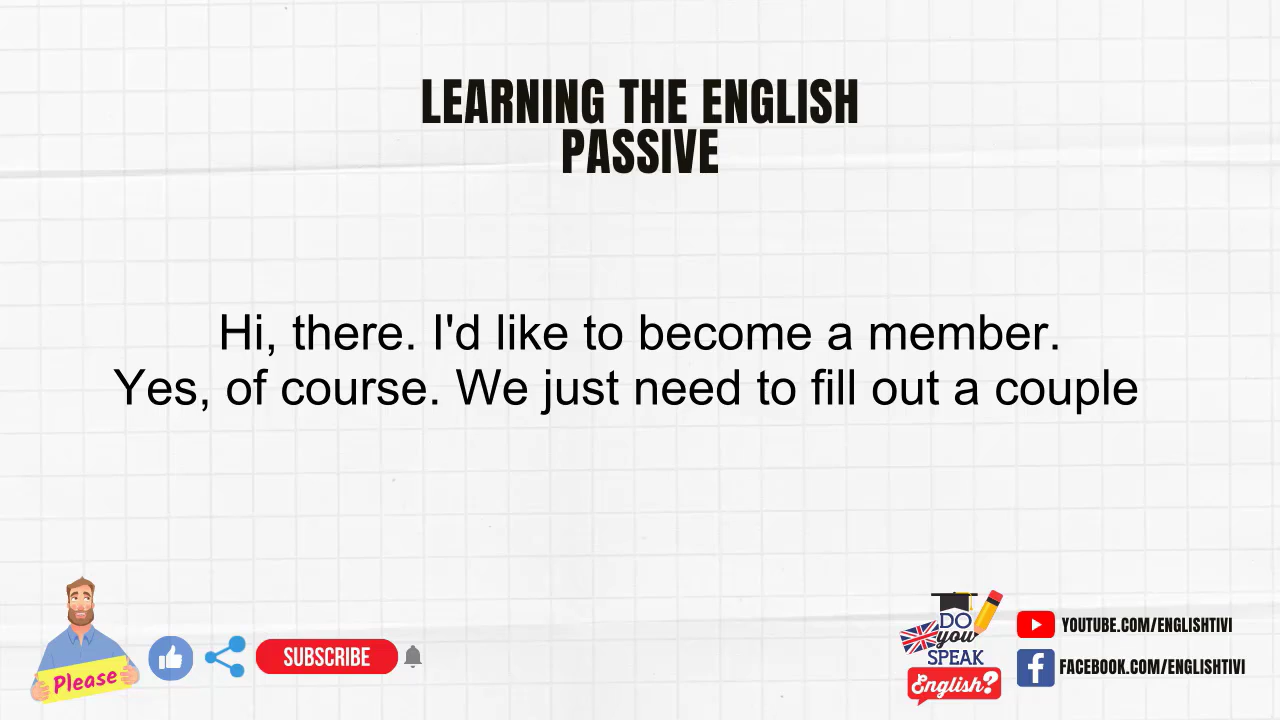 LEARNING THE ENGLISH
PASSIVE
Hi, there. I'd like to become a member.
Yes, of course. We just need to fill out a couple
Please
SUBSCRIBE
DO
you
SPEAK
English?
YOUTUBE.COM/ENGLISHTIVI
FACEBOOK.COM/ENGLISHTIVI